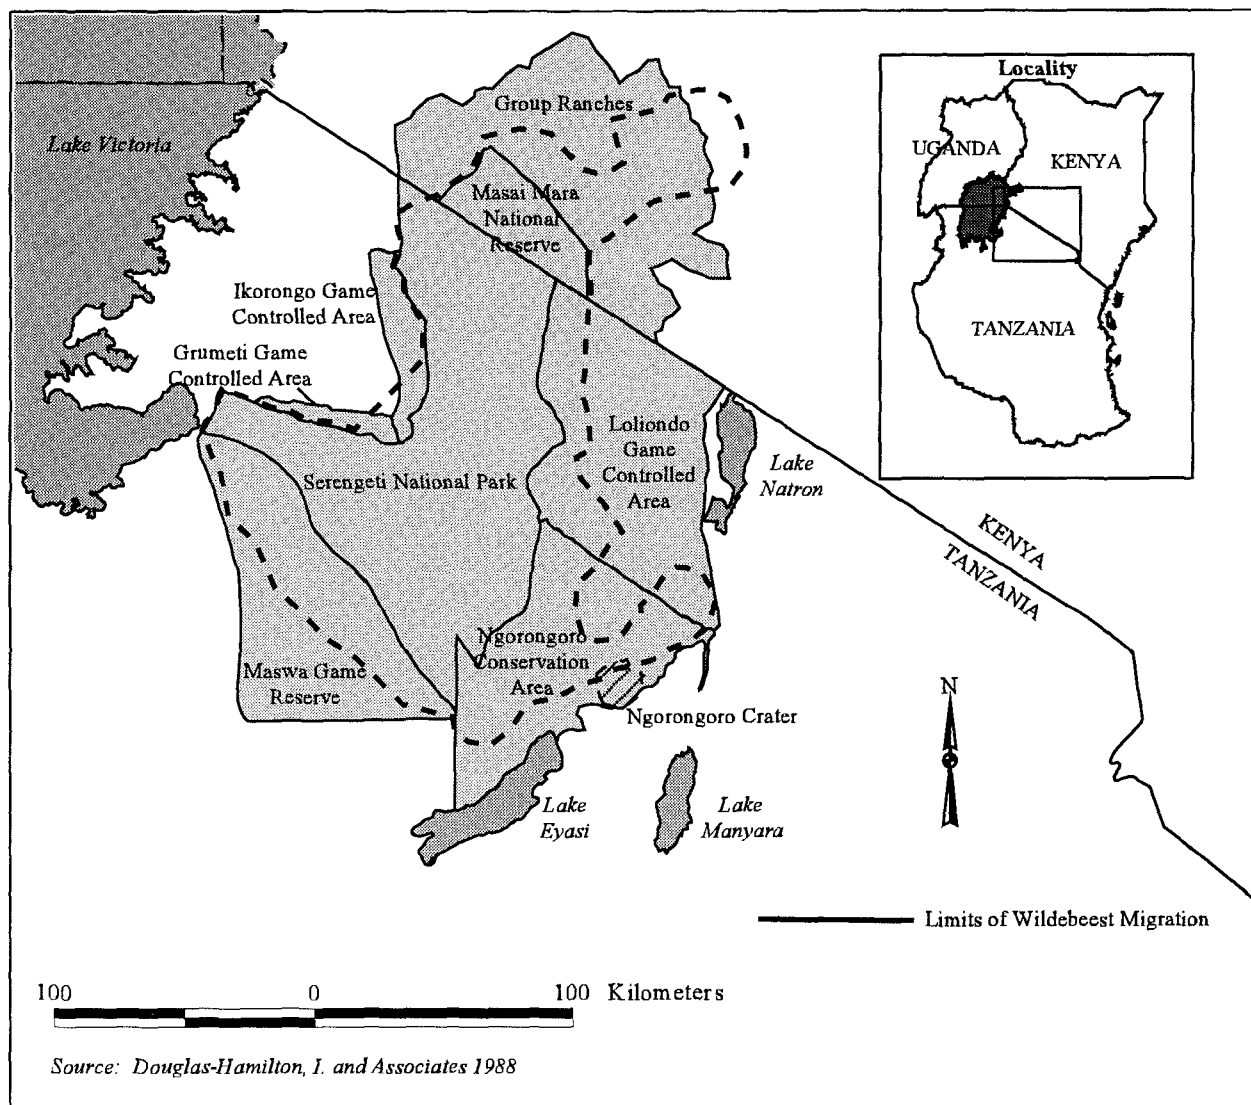 Locality
Group Ranches
Lake Victoria
UGANDA
KENYA
Masai Mara
National
Reserve
Ikorongo Game
Controlled Area
TANZANIA
Grumeti Game
Controlled Area
Loliondo
Game
Controlled
Area
Lake
Natron
Serengeti National Park
KENYA
TANZANIA
Ngorongoro
Conservation
Area
Maswa Game
Reserve
N
Ngorongoro Crater
Lake
Eyasi
Lake
Manyara
Limits of Wildebeest Migration
100 0 100 Kilometers
Source: Douglas-Hamilton, I. and Associates 1988